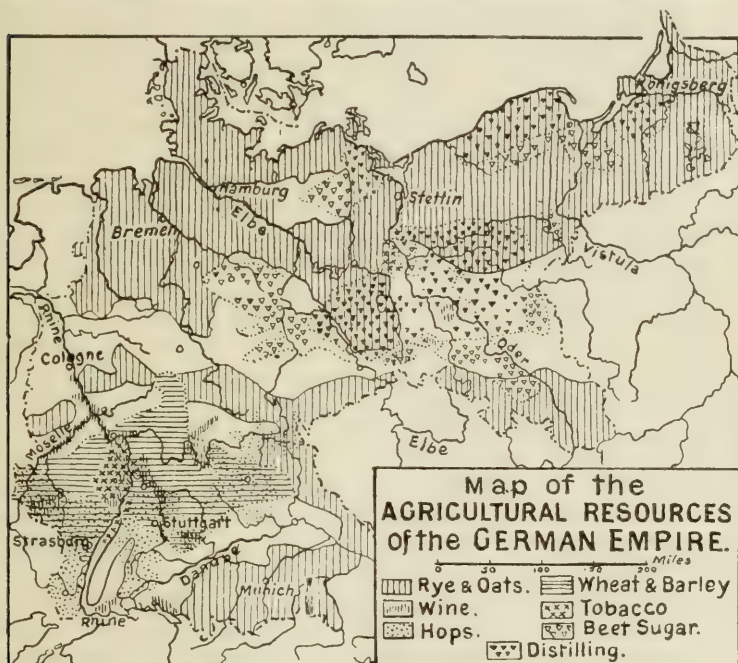 Königsberg
Hamburg
Stettin
Elbe
Bremen
Vistula
Rhine
Cologne
Oder
Moselle
Elbe
Stuttgart
Strasburg
Danube
Munich
Rhine
Map of the
AGRICULTURAL RESOURCES
of the GERMAN EMPIRE.
Miles
0 50 100 150 200
Rye & Oats. Wheat & Barley
Wine. Tobacco
Hops. Beet Sugar.
Distilling.